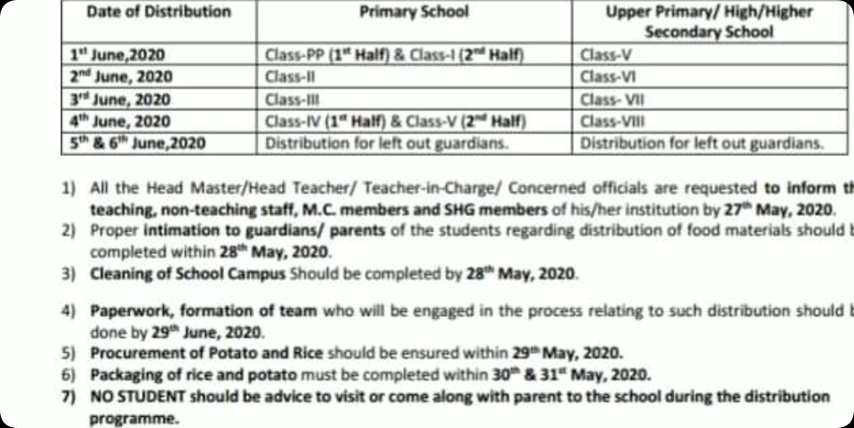 Date of Distribution Primary School Upper Primary/ High/Higher
Secondary School
1st June,2020 Class-PP (1st Half) & Class-I (2nd Half) Class-V
2nd June, 2020 Class-II Class-VI
3rd June, 2020 Class-III Class- VII
4th June, 2020 Class-IV (1st Half) & Class-V (2nd Half) Class-VIII
5th & 6th June,2020 Distribution for left out guardians. Distribution for left out guardians.
1) All the Head Master/Head Teacher/ Teacher-in-Charge/ Concerned officials are requested to inform th
teaching, non-teaching staff, M.C. members and SHG members of his/her institution by 27th May, 2020.
2) Proper intimation to guardians/ parents of the students regarding distribution of food materials should b
completed within 28th May, 2020.
3) Cleaning of School Campus Should be completed by 28th May, 2020.
4) Paperwork, formation of team who will be engaged in the process relating to such distribution should b
done by 29th June, 2020.
5) Procurement of Potato and Rice should be ensured within 29th May, 2020.
6) Packaging of rice and potato must be completed within 30th & 31st May, 2020.
7) NO STUDENT should be advice to visit or come along with parent to the school during the distribution
programme.